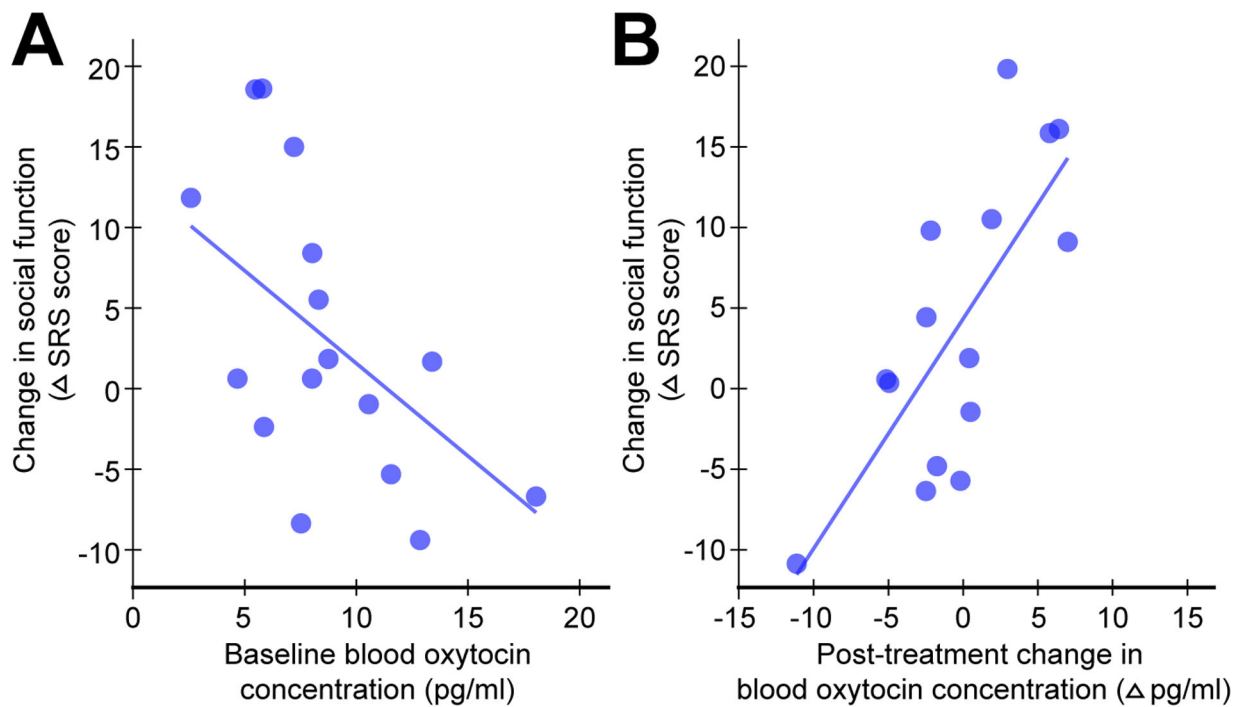 A
20
15
10
5
0
-5
-10
Change in social function
(Δ SRS score)
0
5
10
15
20
Baseline blood oxytocin
concentration (pg/ml)
B
20
15
10
5
0
-5
-10
Change in social function
(Δ SRS score)
-15
-10
-5
0
5
10
15
Post-treatment change in
blood oxytocin concentration (Δ pg/ml)